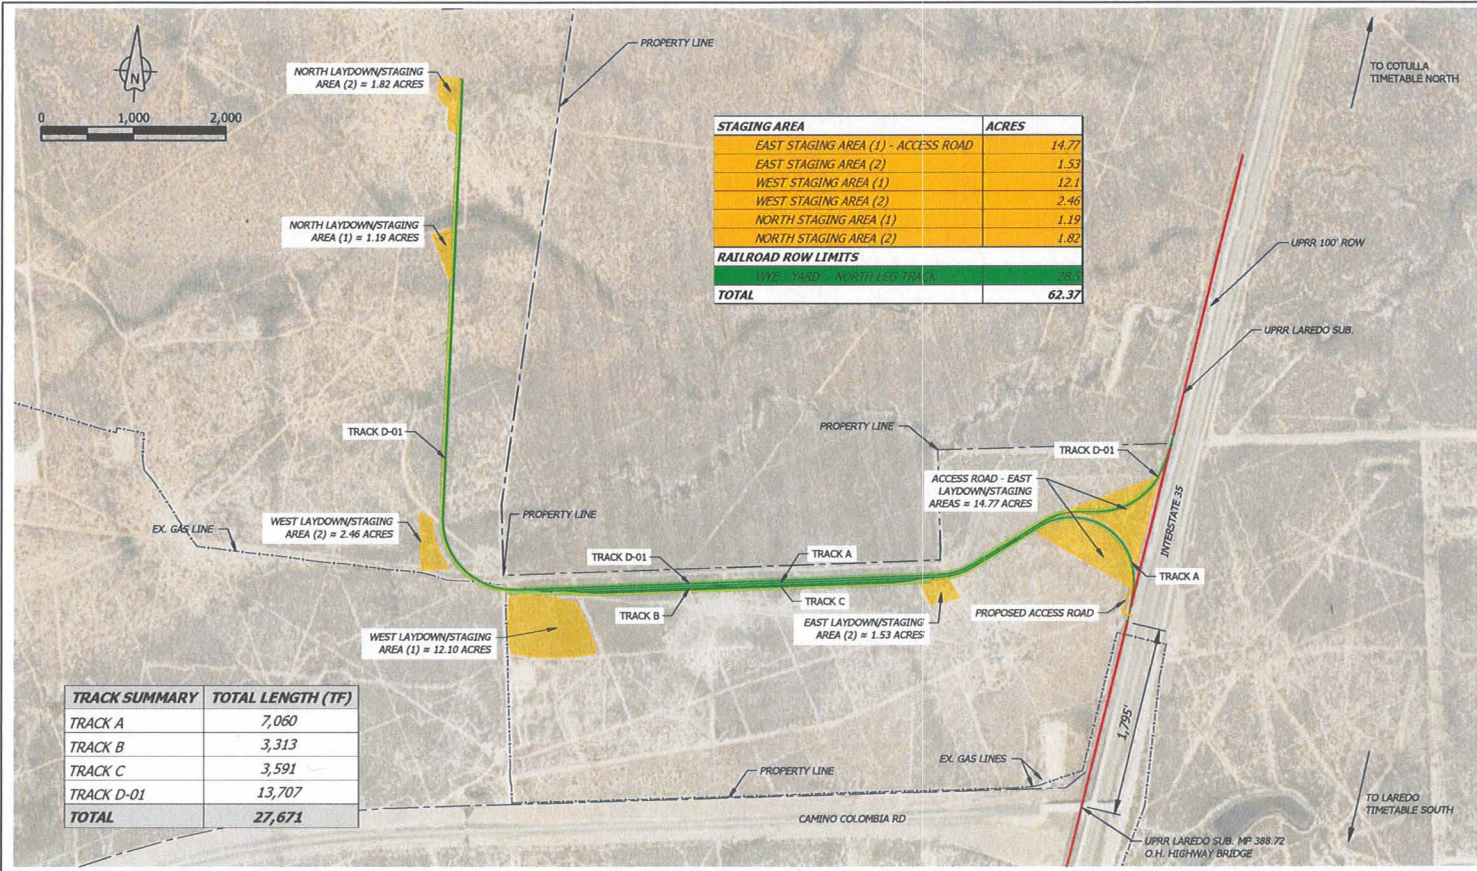 PROPERTY LINE
NORTH LAYDOWN/STAGING
AREA (2) ≈ 1.82 ACRES
N
0 1,000 2,000
TO COTULLA
TIMETABLE NORTH
STAGING AREA ACRES
EAST STAGING AREA (1) - ACCESS ROAD 14.77
EAST STAGING AREA (2) 1.53
WEST STAGING AREA (1) 12.1
WEST STAGING AREA (2) 2.46
NORTH STAGING AREA (1) 1.19
NORTH STAGING AREA (2) 1.82
RAILROAD ROW LIMITS
WYE - YARD - NORTH LEG TRACK 28.5
TOTAL 62.37
NORTH LAYDOWN/STAGING
AREA (1) ≈ 1.19 ACRES
UPRR 100' ROW
UPRR LAREDO SUB.
TRACK D-01
PROPERTY LINE
TRACK D-01
ACCESS ROAD - EAST
LAYDOWN/STAGING
AREAS ≈ 14.77 ACRES
INTERSTATE 35
EX. GAS LINE
WEST LAYDOWN/STAGING
AREA (2) ≈ 2.46 ACRES
PROPERTY LINE
TRACK D-01
TRACK A
TRACK A
TRACK B
TRACK C
EAST LAYDOWN/STAGING
AREA (2) ≈ 1.53 ACRES
PROPOSED ACCESS ROAD
WEST LAYDOWN/STAGING
AREA (1) ≈ 12.10 ACRES
1,795'
TRACK SUMMARY TOTAL LENGTH (TF)
TRACK A 7,060
TRACK B 3,313
TRACK C 3,591
TRACK D-01 13,707
TOTAL 27,671
PROPERTY LINE
EX. GAS LINES
CAMINO COLOMBIA RD
TO LAREDO
TIMETABLE SOUTH
UPRR LAREDO SUB. MP 388.72
O.H. HIGHWAY BRIDGE